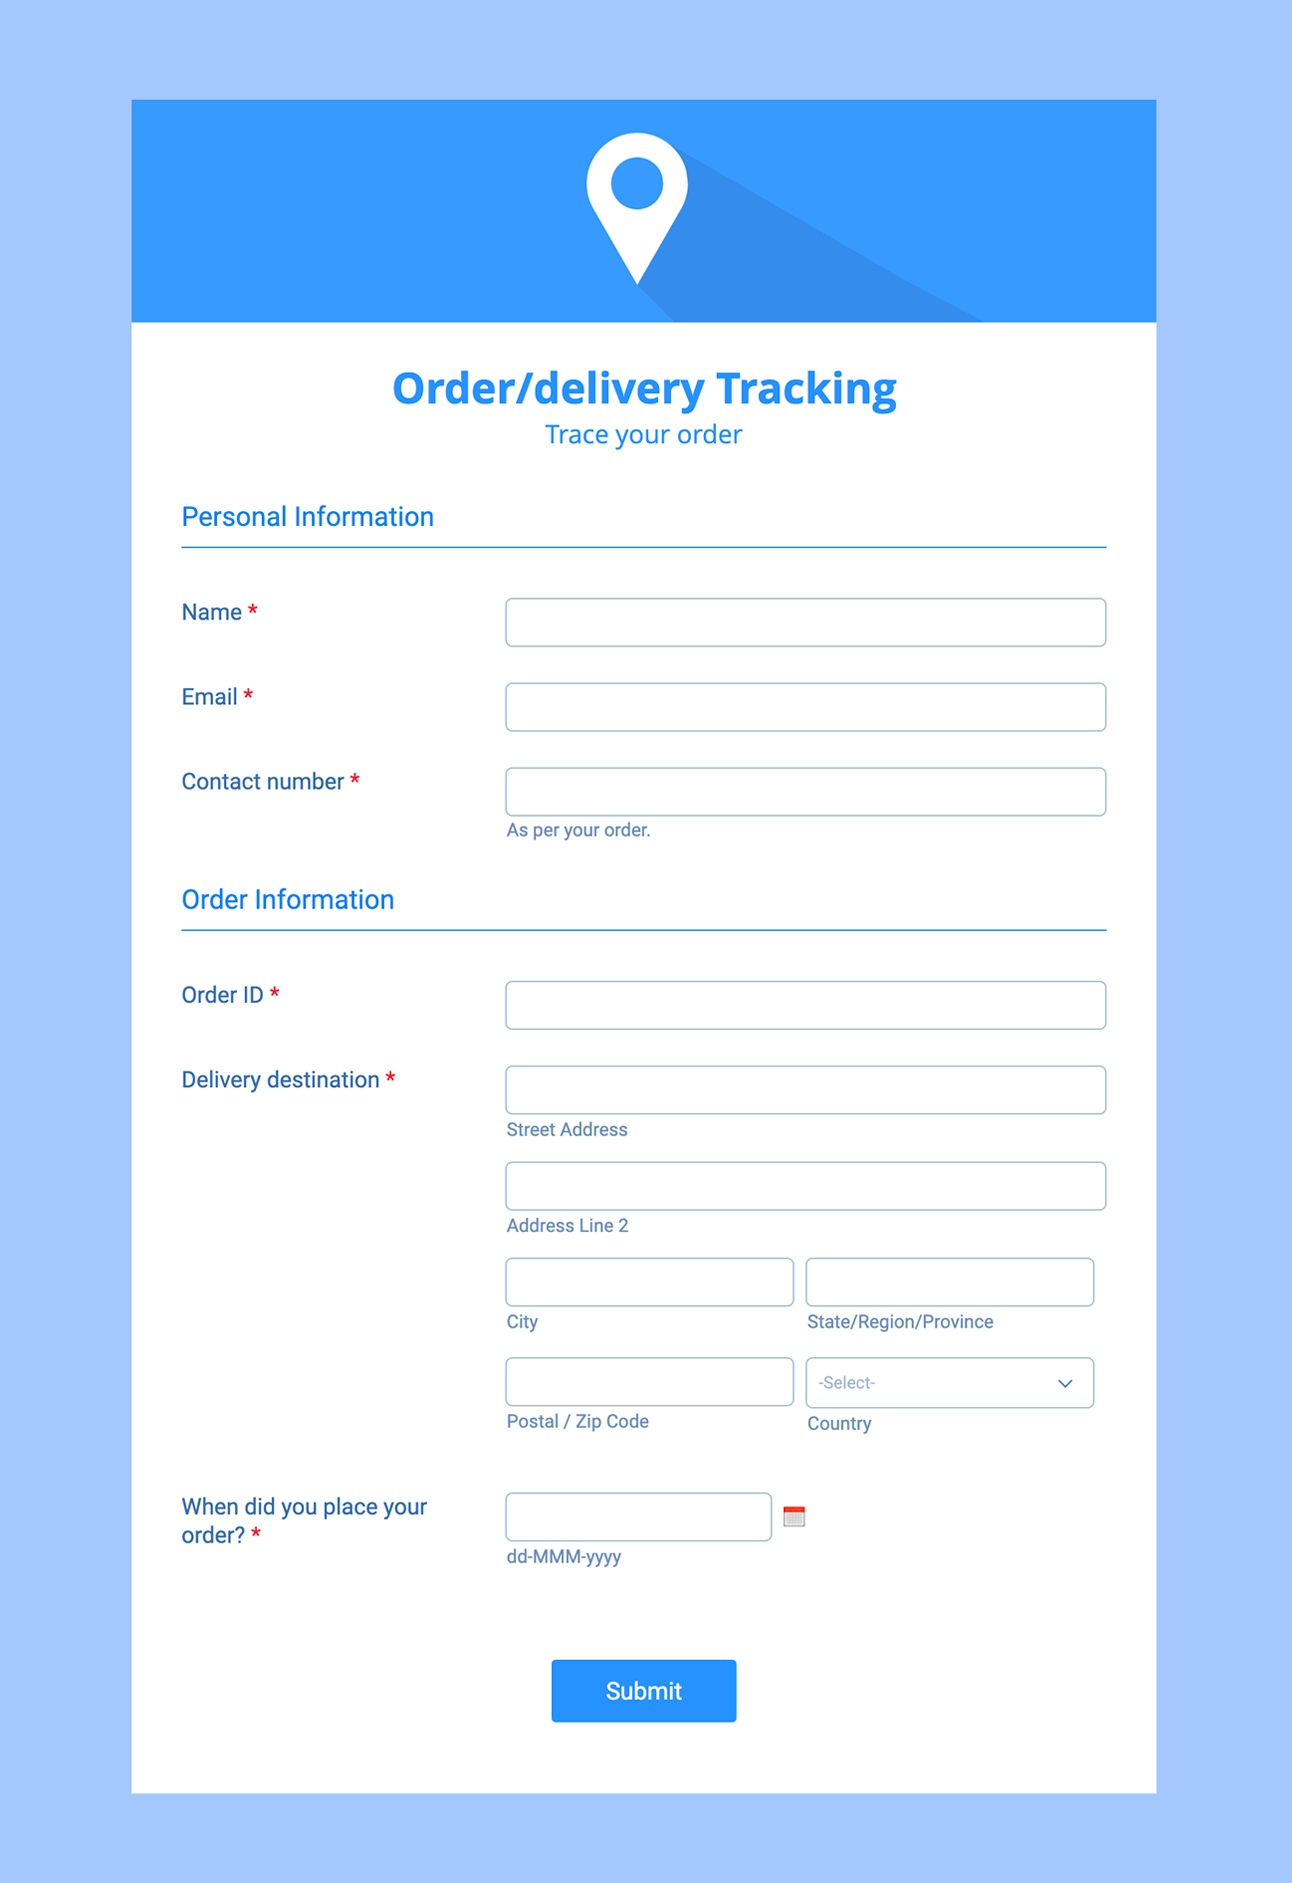 Order/delivery Tracking
Trace your order
Personal Information
Name *
Email *
Contact number *
As per your order.
Order Information
Order ID *
Delivery destination *
Street Address
Address Line 2
City
State/Region/Province
-Select-
Postal / Zip Code
Country
When did you place your
order? *
dd-MMM-yyyy
Submit